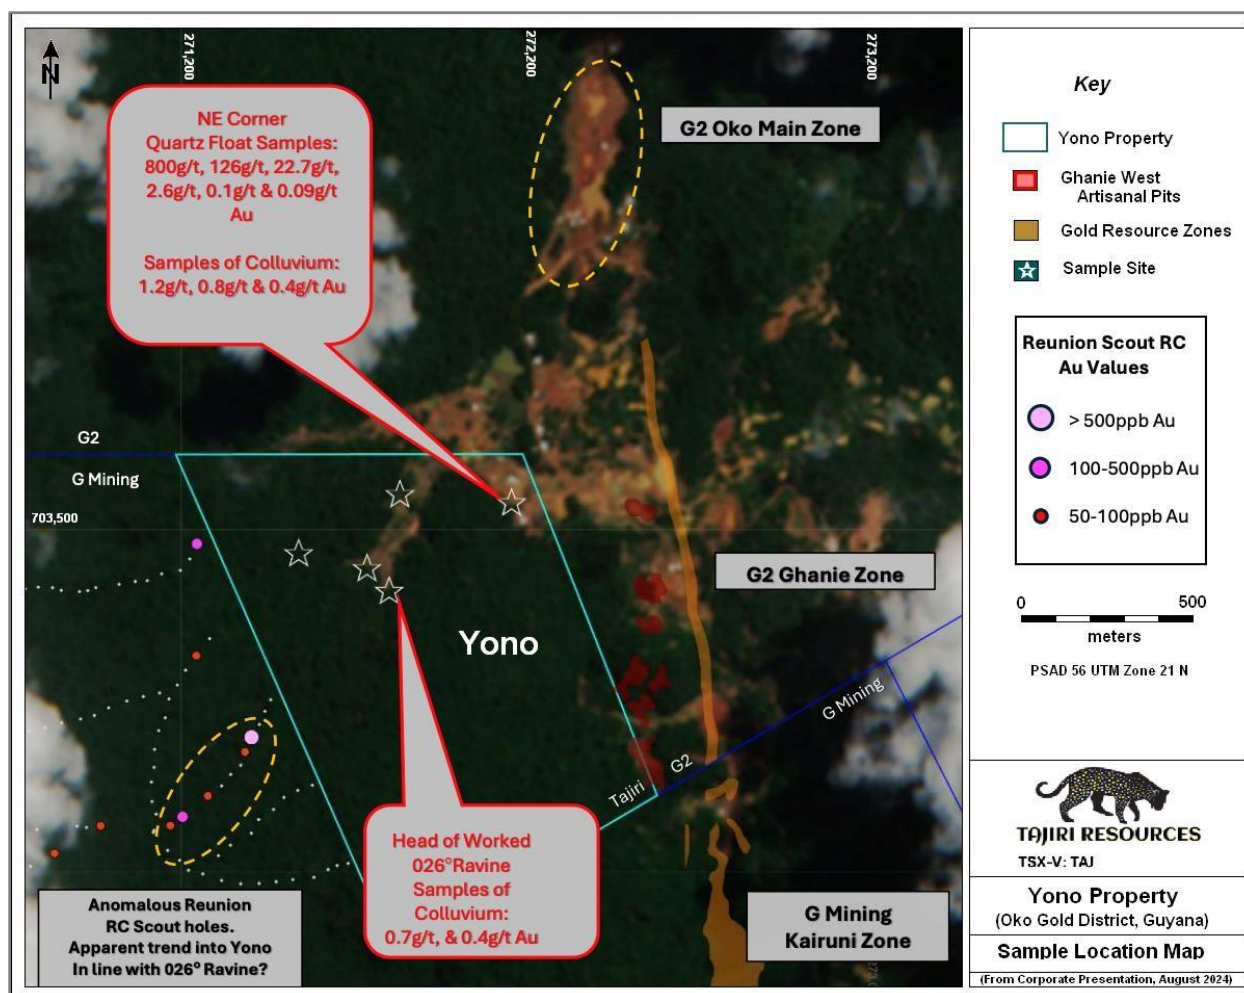 N
271,200
272,200
273,200
NE Corner
Quartz Float Samples:
800g/t, 126g/t, 22.7g/t,
2.6g/t, 0.1g/t & 0.09g/t
Au
Samples of Colluvium:
1.2g/t, 0.8g/t & 0.4g/t Au
G2 Oko Main Zone
G2
G Mining
703,500
G2 Ghanie Zone
Yono
G Mining
G2
Tajiri
Head of Worked
026°Ravine
Samples of
Colluvium:
0.7g/t, & 0.4g/t Au
G Mining
Kairuni Zone
Anomalous Reunion
RC Scout holes.
Apparent trend into Yono
In line with 026° Ravine?
Key
Yono Property
Ghanie West
Artisanal Pits
Gold Resource Zones
Sample Site
Reunion Scout RC
Au Values
> 500ppb Au
100-500ppb Au
50-100ppb Au
0 500
meters
PSAD 56 UTM Zone 21 N
TAJIRI RESOURCES
TSX-V: TAJ
Yono Property
(Oko Gold District, Guyana)
Sample Location Map
(From Corporate Presentation, August 2024)